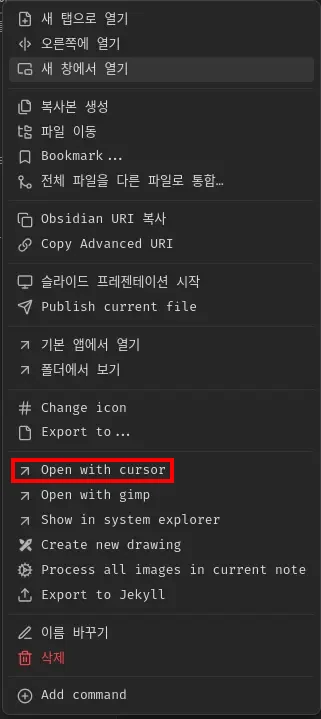 새 탭으로 열기
오른쪽에 열기
새 창에서 열기
복사본 생성
파일 이동
Bookmark...
전체 파일을 다른 파일로 통합…
Obsidian URI 복사
Copy Advanced URI
슬라이드 프레젠테이션 시작
Publish current file
기본 앱에서 열기
폴더에서 보기
Change icon
Export to...
Open with cursor
Open with gimp
Show in system explorer
Create new drawing
Process all images in current note
Export to Jekyll
이름 바꾸기
삭제
Add command